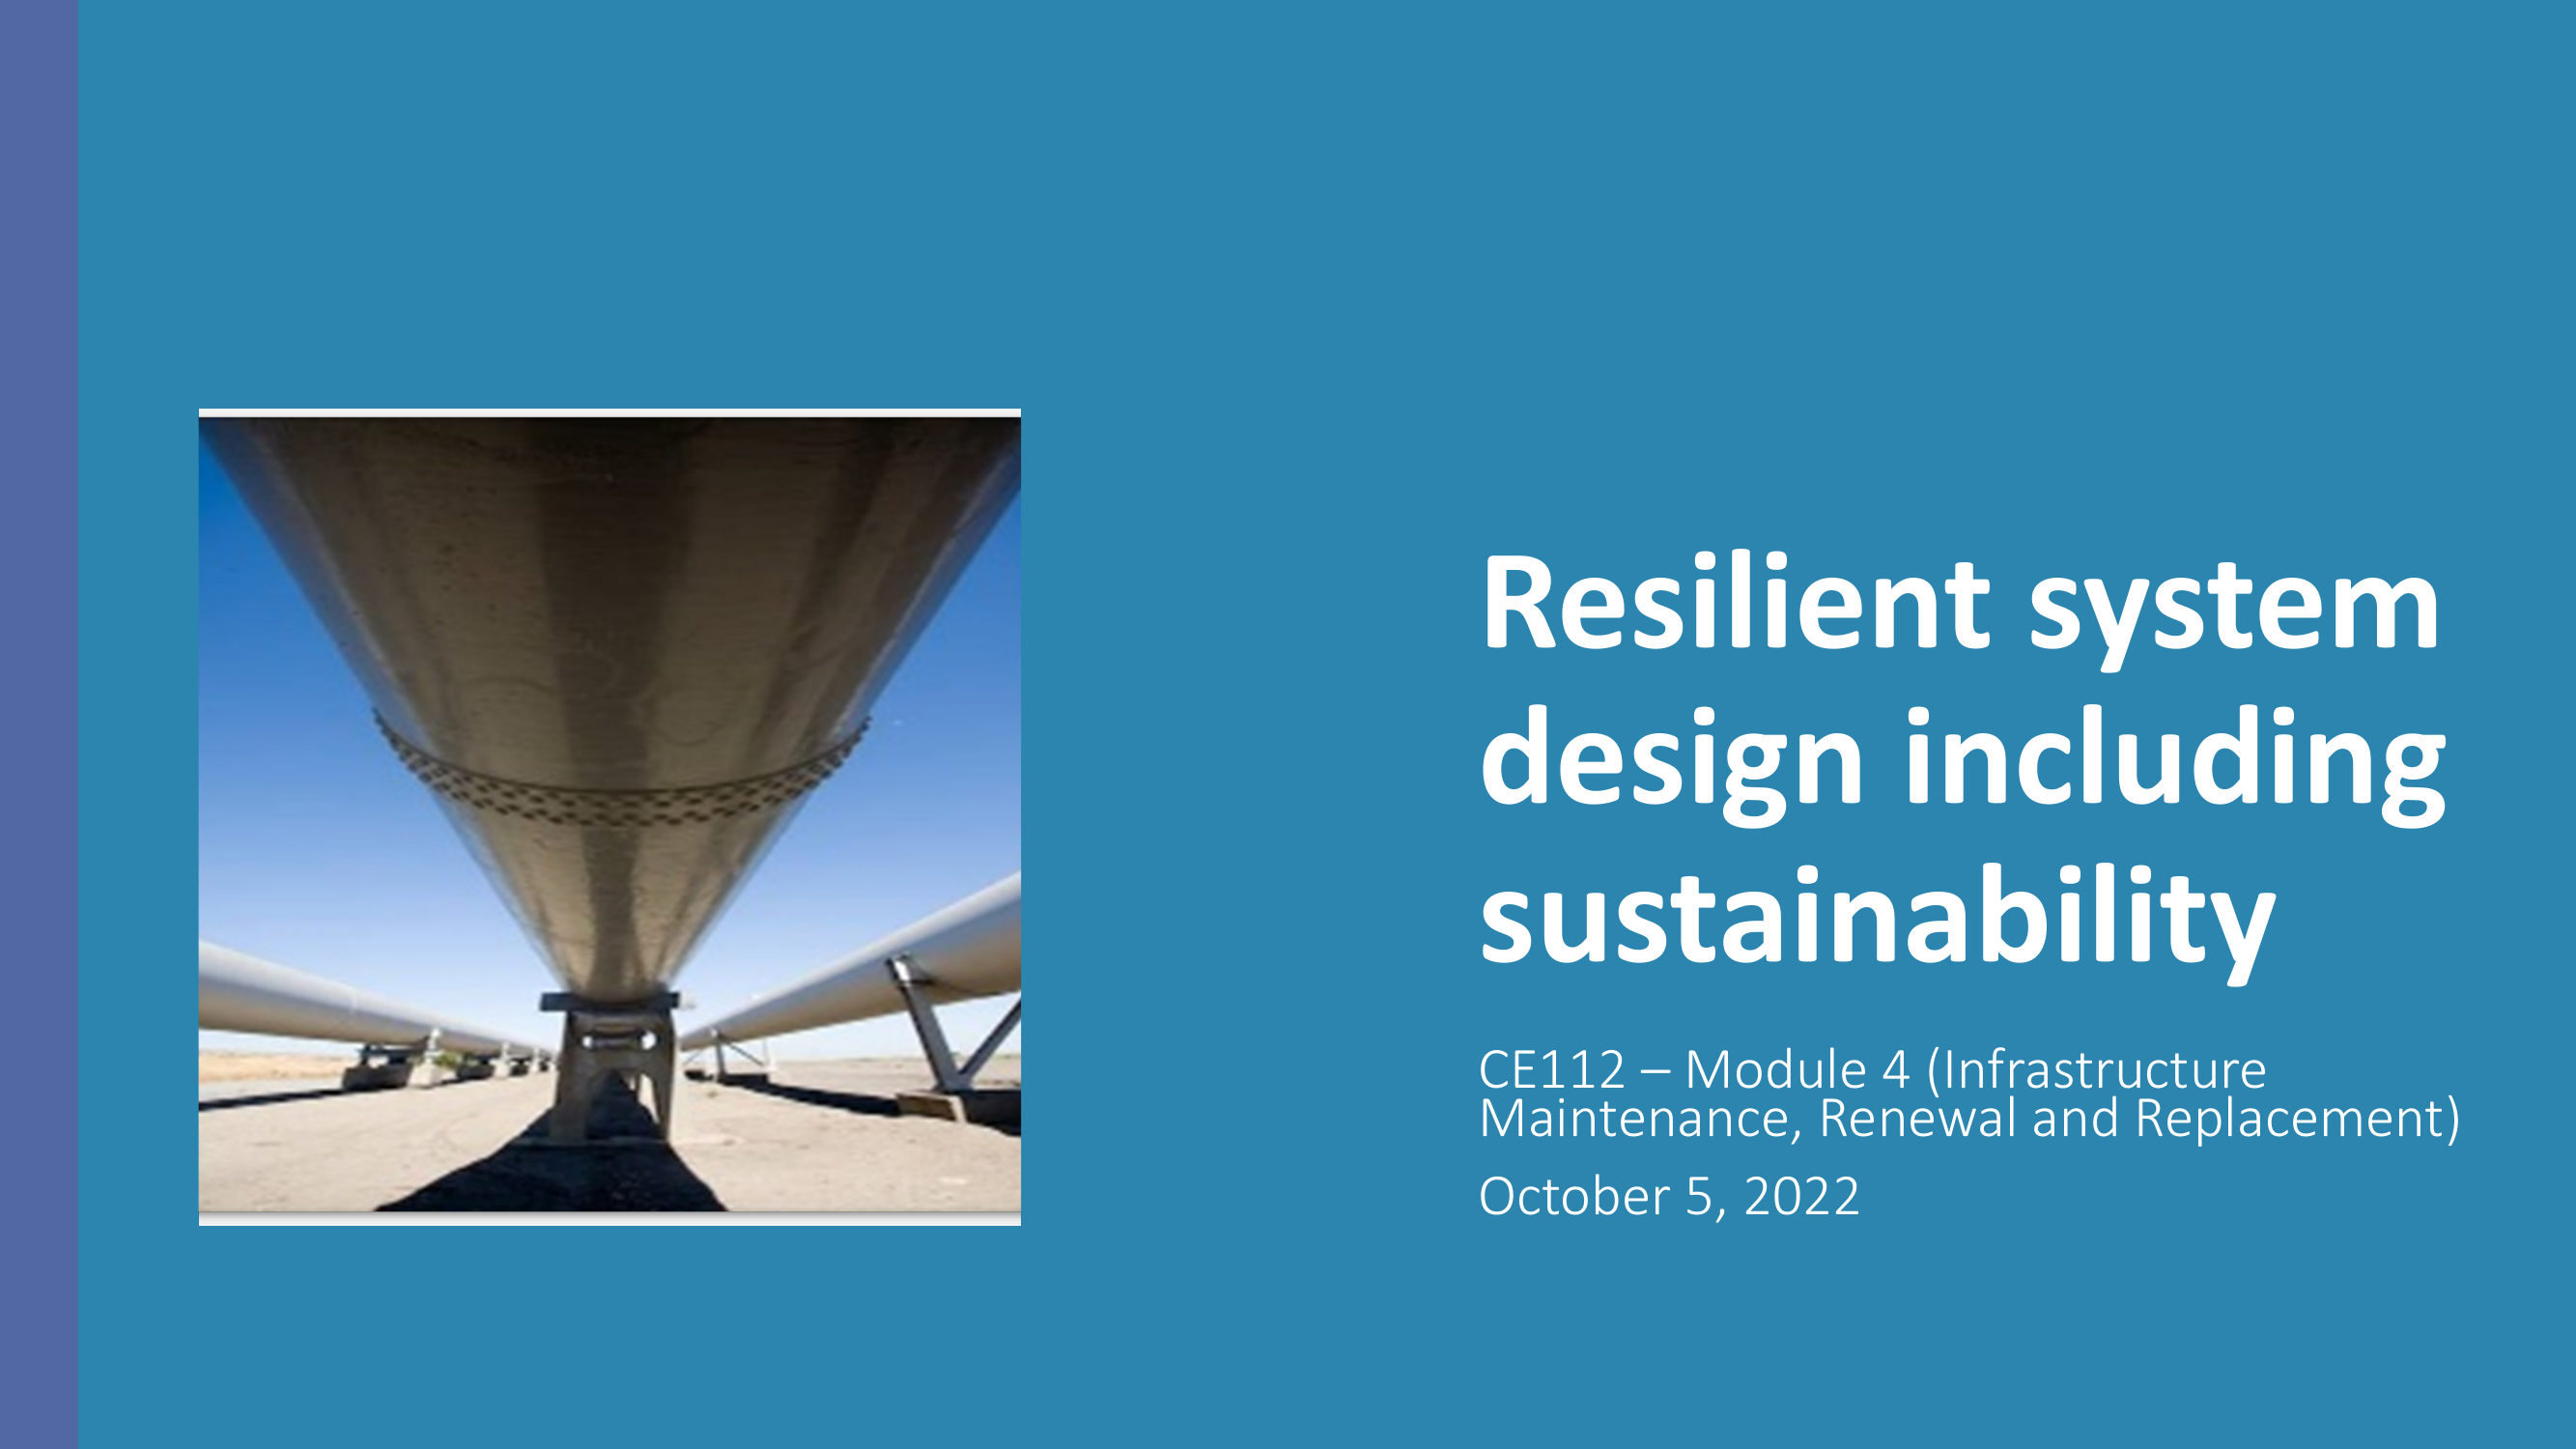 Resilient system
design including
sustainability
CE112 – Module 4 (Infrastructure
Maintenance, Renewal and Replacement)
October 5, 2022